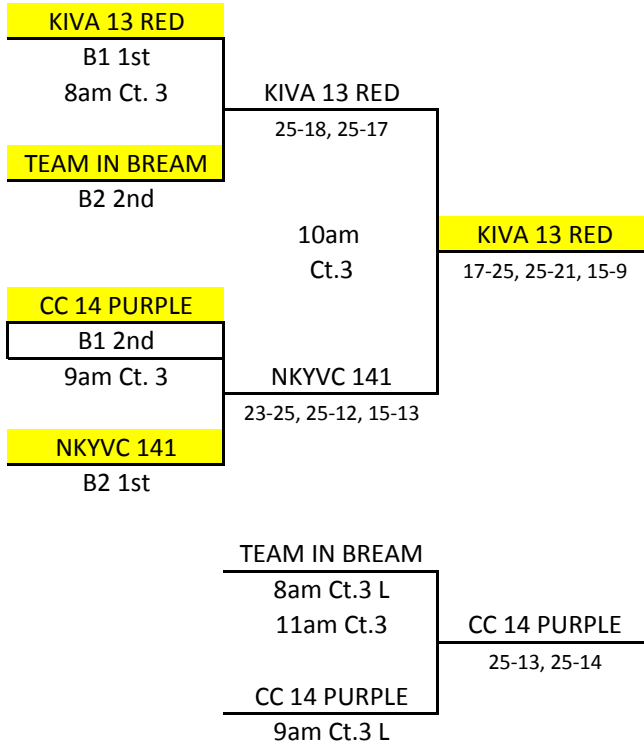 KIVA 13 RED
B1 1st
8am Ct. 3
KIVA 13 RED
25-18, 25-17
TEAM IN BREAM
B2 2nd
10am
Ct.3
KIVA 13 RED
17-25, 25-21, 15-9
CC 14 PURPLE
B1 2nd
9am Ct. 3
NKYVC 141
23-25, 25-12, 15-13
NKYVC 141
B2 1st
TEAM IN BREAM
8am Ct.3 L
11am Ct.3
CC 14 PURPLE
25-13, 25-14
CC 14 PURPLE
9am Ct.3 L